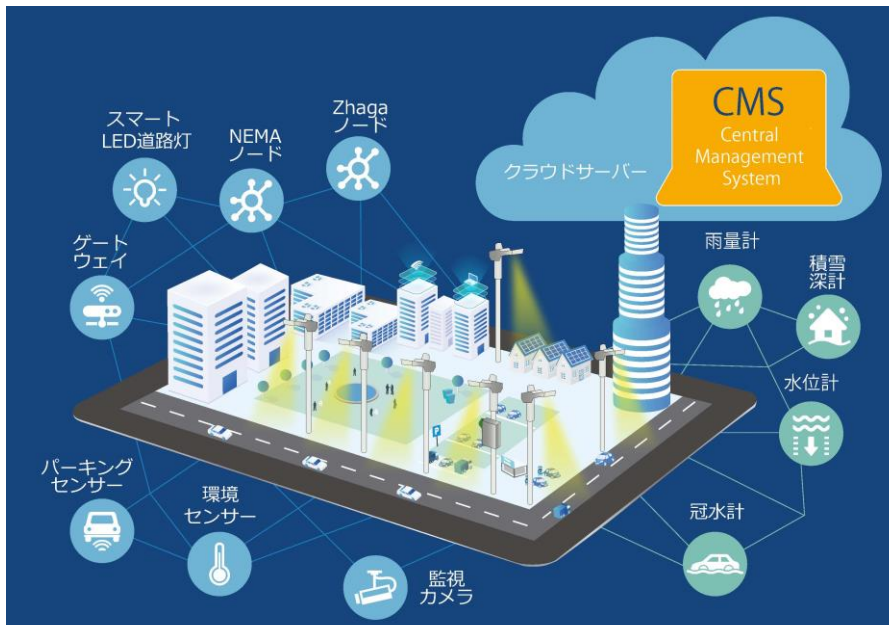 スマート
LED道路灯
NEMA
ノード
Zhaga
ノード
CMS
Central
Management
System
クラウドサーバー
ゲート
ウェイ
雨量計
積雪
深計
水位計
P
パーキング
センサー
環境
センサー
監視
カメラ
冠水計